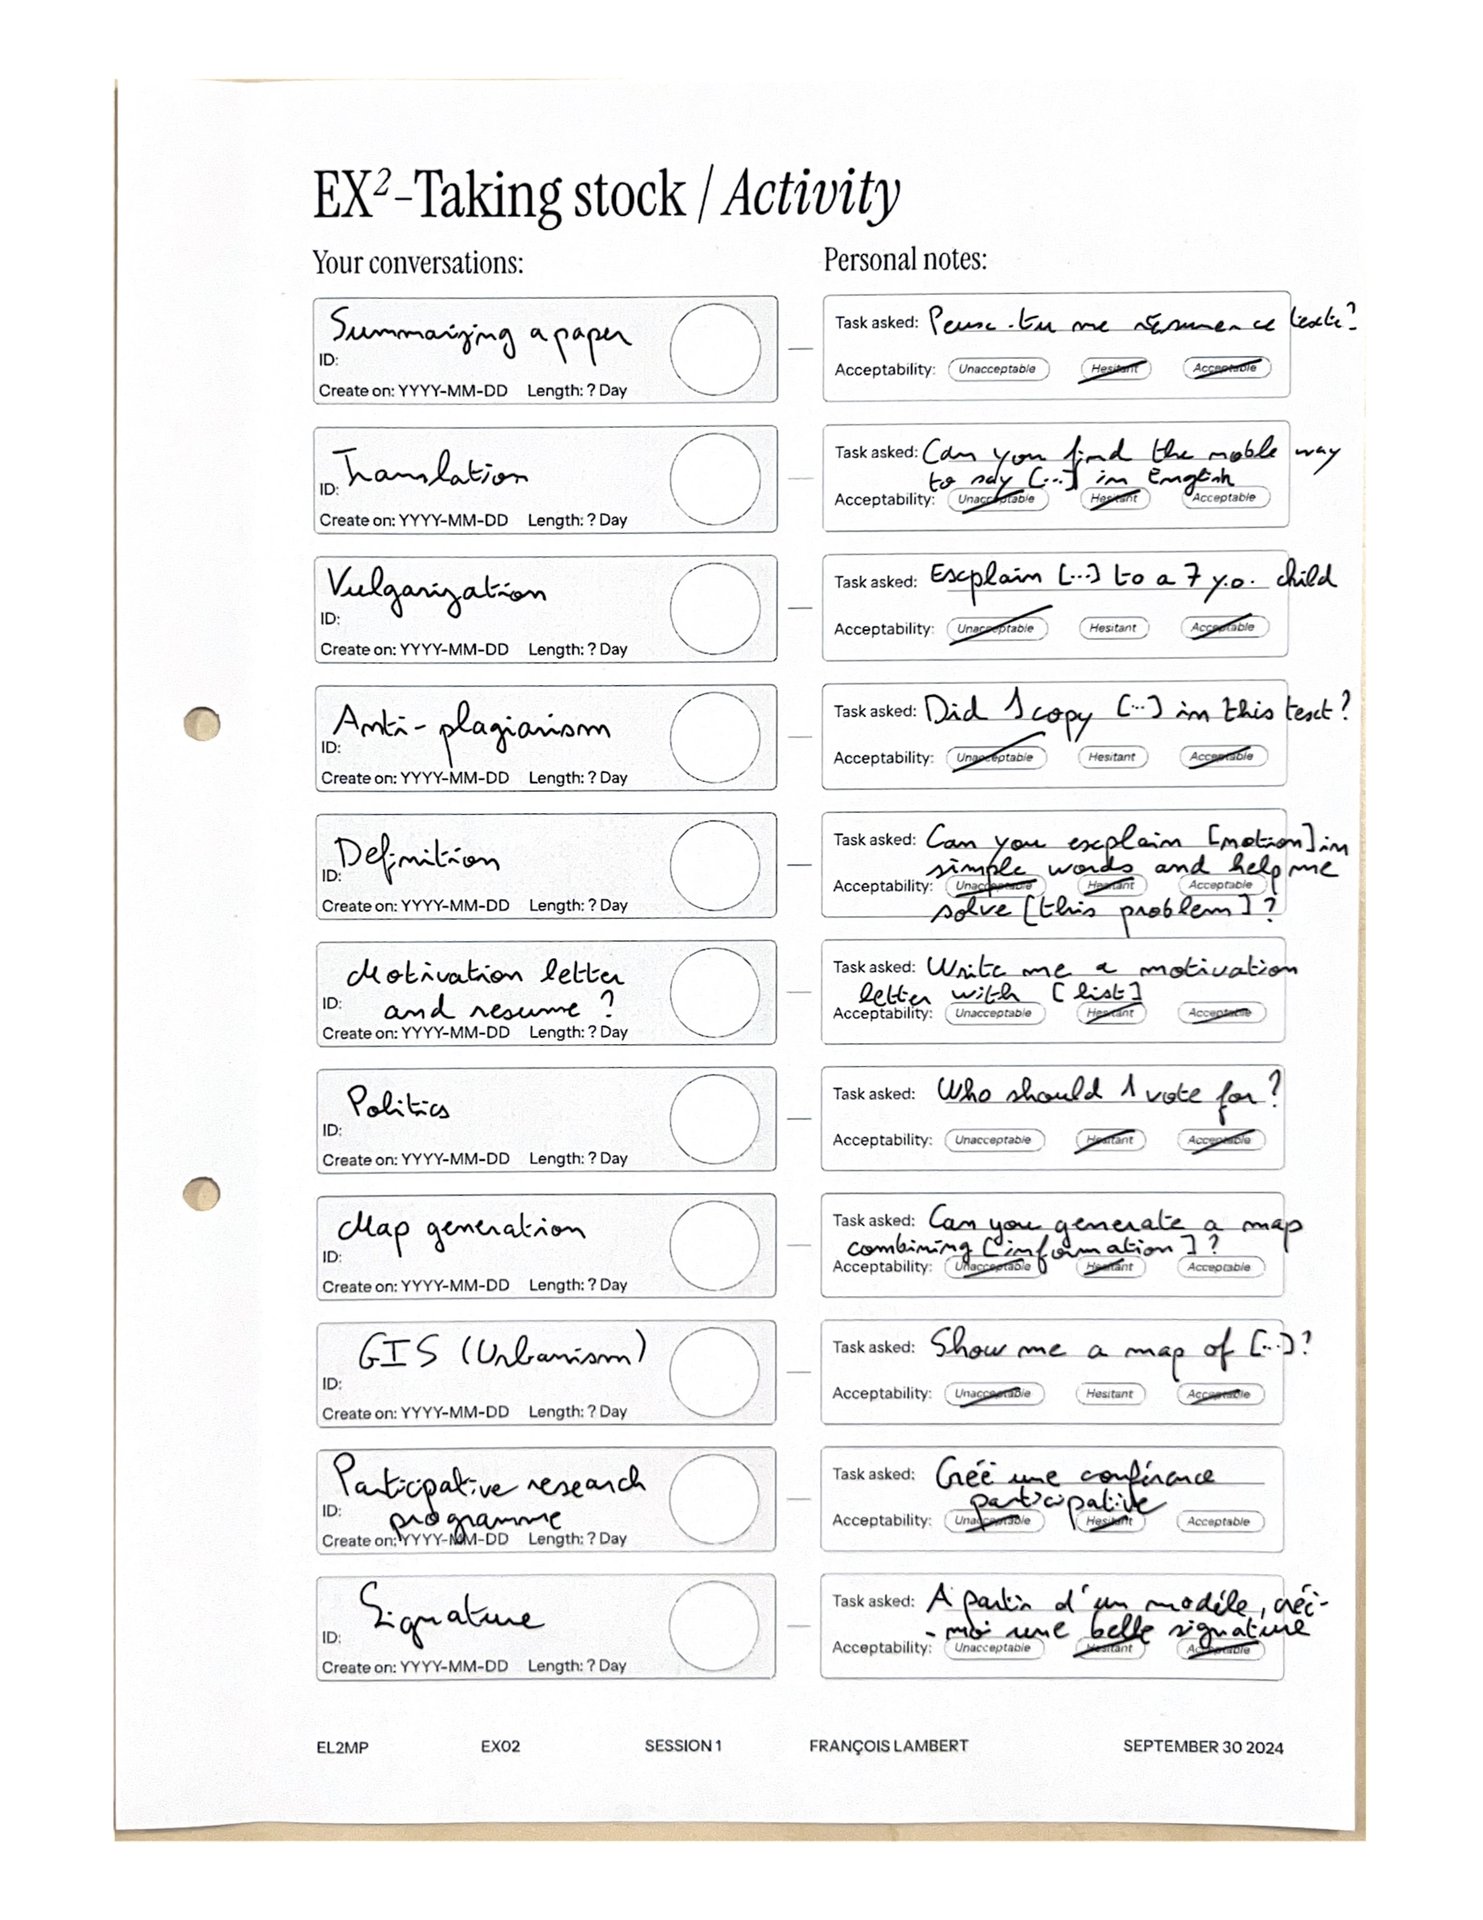 EX²-Taking stock / Activity
Your conversations:
Personal notes:
Summarizing a paper
ID:
Create on: YYYY-MM-DD Length: ? Day
Task asked: Peux-tu me résumer ce texte?
Acceptability: Unacceptable Hesitant Acceptable
Translation
ID:
Create on: YYYY-MM-DD Length: ? Day
Task asked: Can you find the noble way
to say [...] in English
Acceptability: Unacceptable Hesitant Acceptable
Vulgarization
ID:
Create on: YYYY-MM-DD Length: ? Day
Task asked: Explain [...] to a 7 y.o. child
Acceptability: Unacceptable Hesitant Acceptable
Anti-plagiarism
ID:
Create on: YYYY-MM-DD Length: ? Day
Task asked: Did I copy [...] in this text?
Acceptability: Unacceptable Hesitant Acceptable
Definition
ID:
Create on: YYYY-MM-DD Length: ? Day
Task asked: Can you explain [notion] in
simple words and help me
Acceptability: Unacceptable Hesitant Acceptable
solve [this problem]?
Motivation letter
ID: and resume ?
Create on: YYYY-MM-DD Length: ? Day
Task asked: Write me a motivation
letter with [list]
Acceptability: Unacceptable Hesitant Acceptable
Politics
ID:
Create on: YYYY-MM-DD Length: ? Day
Task asked: Who should I vote for?
Acceptability: Unacceptable Hesitant Acceptable
Map generation
ID:
Create on: YYYY-MM-DD Length: ? Day
Task asked: Can you generate a map
combining [information]?
Acceptability: Unacceptable Hesitant Acceptable
GIS (Urbanism)
ID:
Create on: YYYY-MM-DD Length: ? Day
Task asked: Show me a map of [...]?
Acceptability: Unacceptable Hesitant Acceptable
Participative research
ID: programme
Create on: YYYY-MM-DD Length: ? Day
Task asked: Créé une conférence
participative
Acceptability: Unacceptable Hesitant Acceptable
Signature
ID:
Create on: YYYY-MM-DD Length: ? Day
Task asked: A partir d'un modèle, créé-
-moi une belle signature
Acceptability: Unacceptable Hesitant Acceptable
EL2MP EX02 SESSION 1 FRANÇOIS LAMBERT SEPTEMBER 30 2024